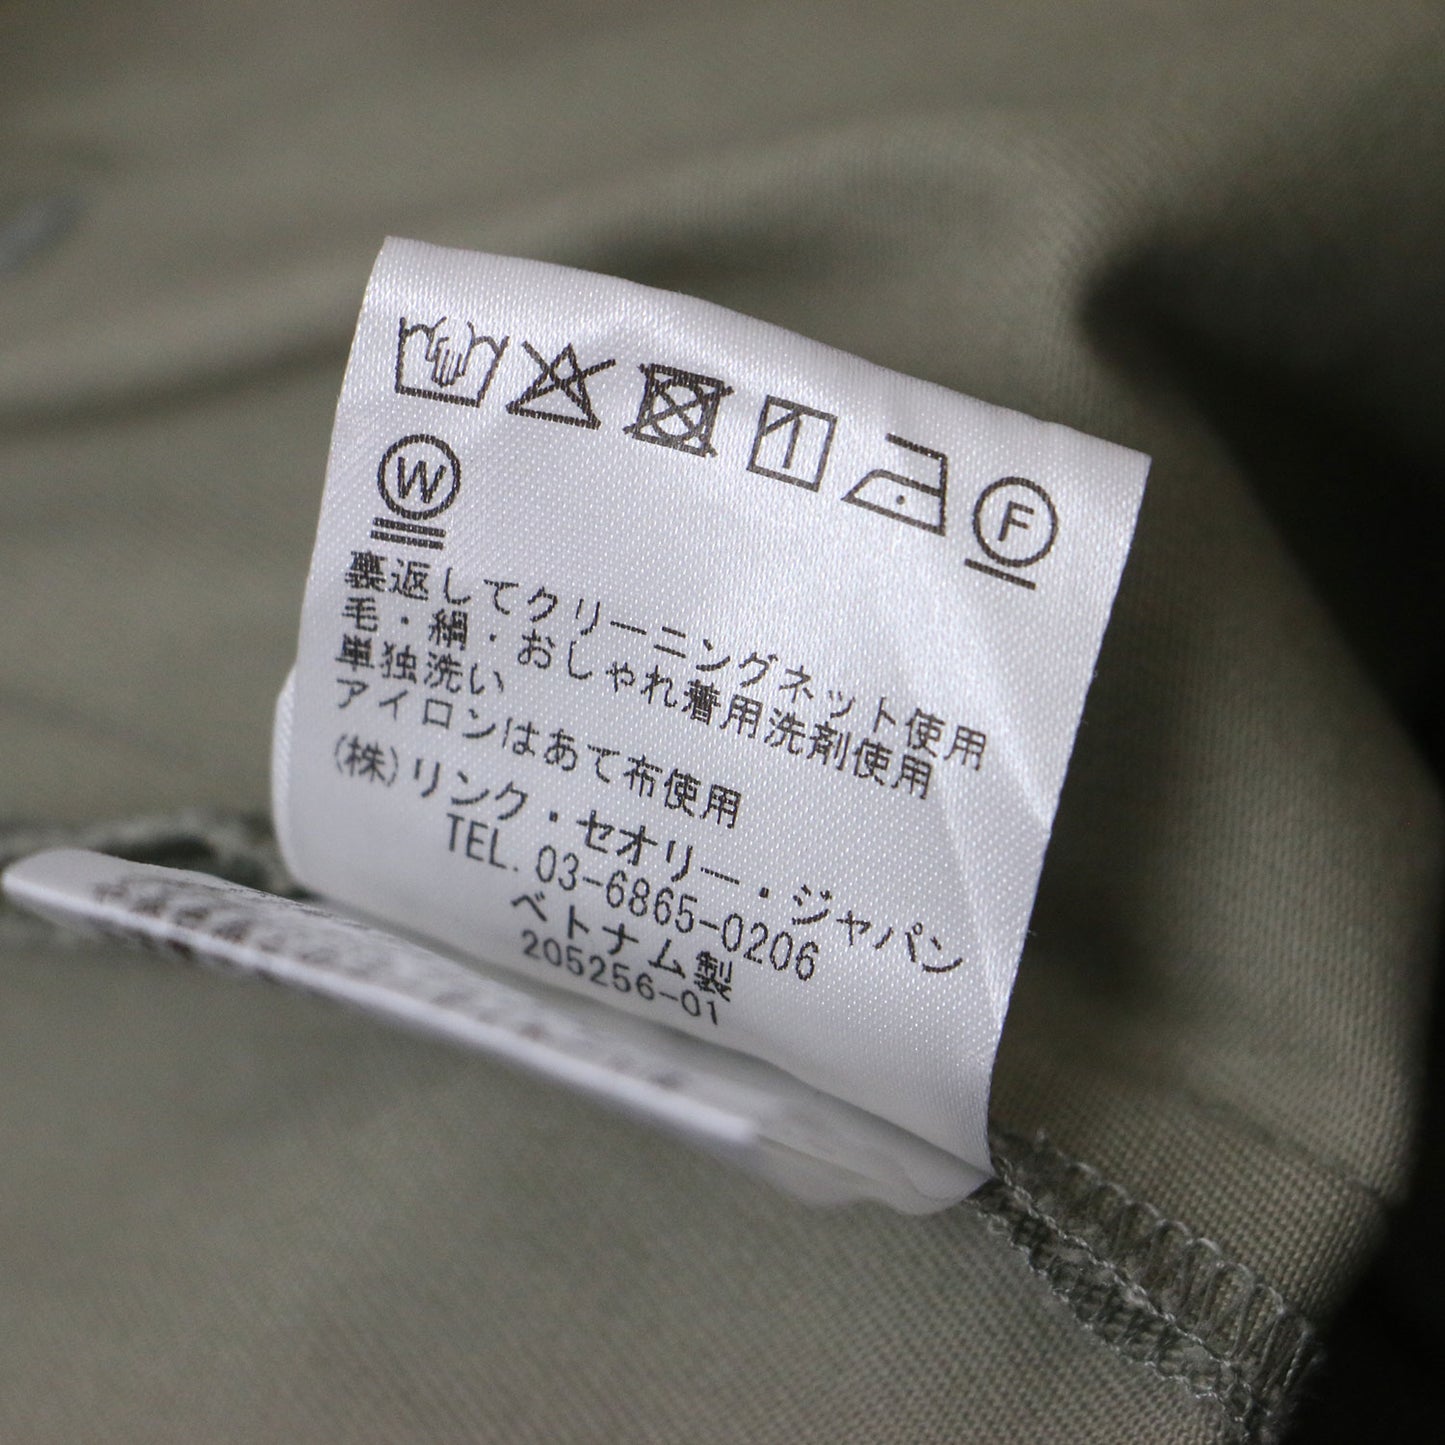 F
W
裏返してクリーニングネット使用
毛・絹・おしゃれ着用洗剤使用
単独洗い
アイロンはあて布使用
(株)リンク・セオリー・ジャパン
TEL. 03-6865-0206
ベトナム製
205256-01